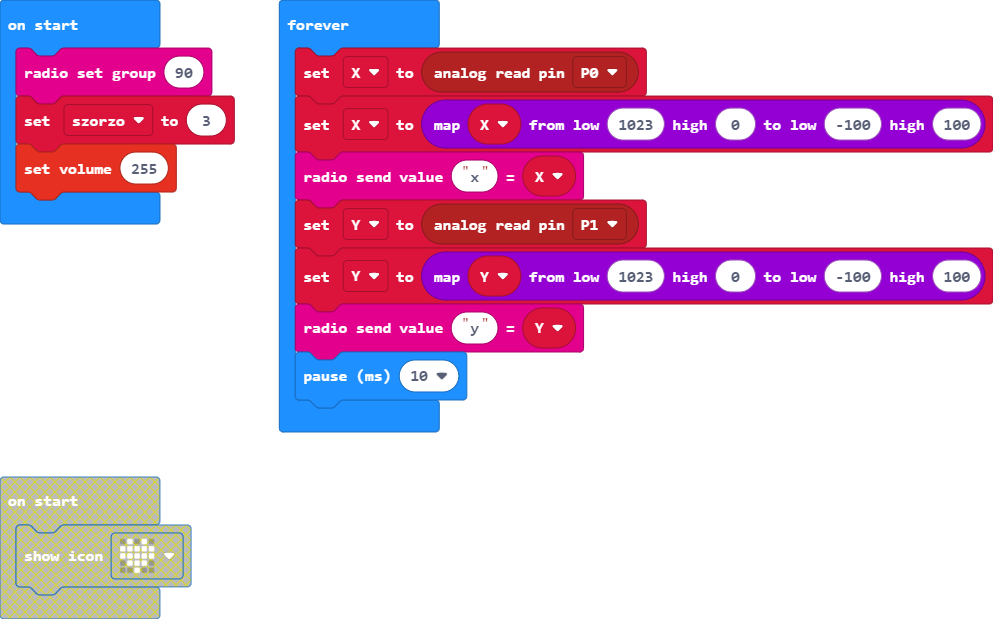 on start
radio set group 90
set szorzo to 3
set volume 255
forever
set X to analog read pin P0
set X to map X from low 1023 high 0 to low -100 high 100
radio send value "x" = X
set Y to analog read pin P1
set Y to map Y from low 1023 high 0 to low -100 high 100
radio send value "y" = Y
pause (ms) 10
on start
show icon